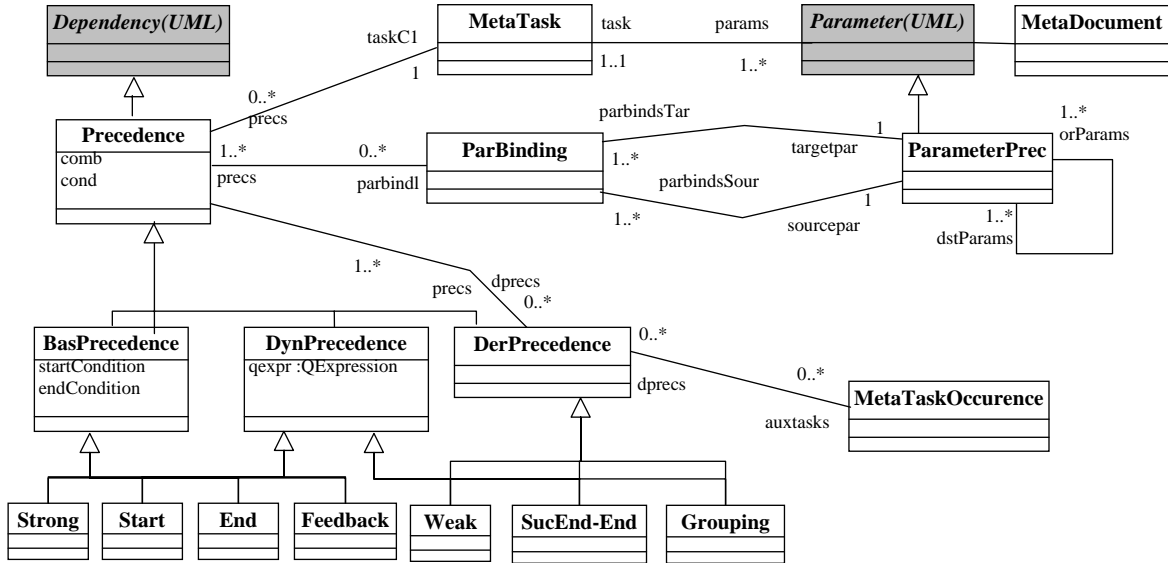 Dependency(UML)
MetaTask
Parameter(UML)
MetaDocument
taskC1
task
params
1
1..1
1..*
0..*
precs
Precedence
comb
cond
1..*
precs
0..*
parbindl
ParBinding
parbindsTar
1..*
parbindsSour
1..*
1
targetpar
1
sourcepar
ParameterPrec
1..*
orParams
1..*
dstParams
1..*
precs
dprecs
0..*
BasPrecedence
startCondition
endCondition
DynPrecedence
qexpr :QExpression
DerPrecedence
0..*
dprecs
0..*
auxtasks
MetaTaskOccurence
Strong
Start
End
Feedback
Weak
SucEnd-End
Grouping